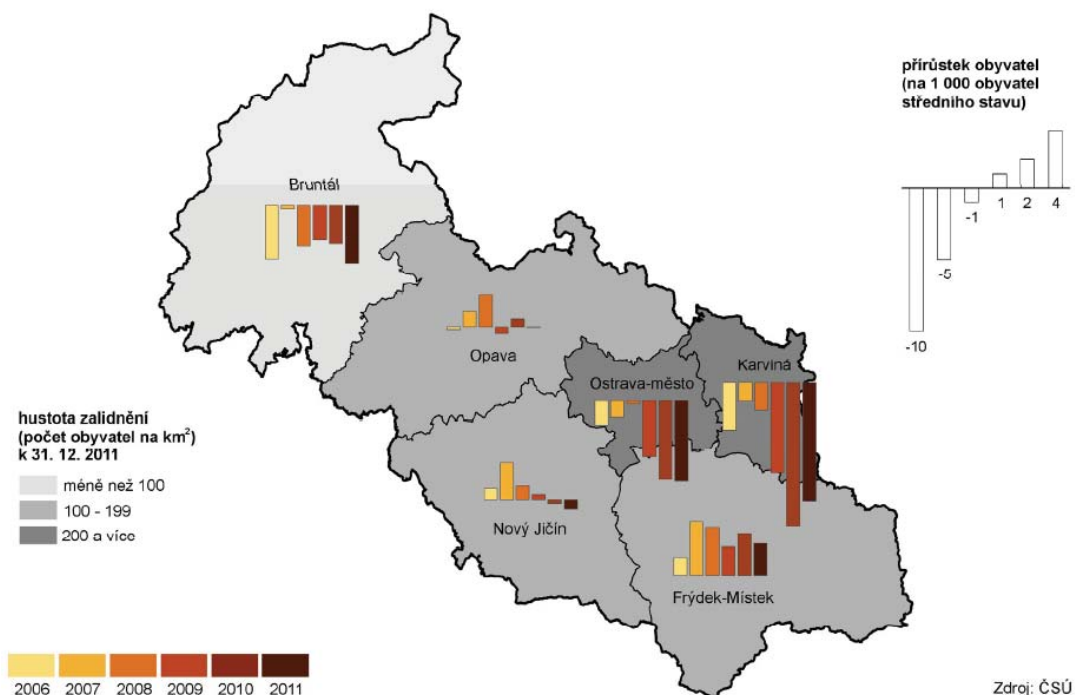 přírůstek obyvatel
(na 1 000 obyvatel
středního stavu)
-10
-5
-1
1
2
4
Bruntál
Opava
Ostrava-město
Karviná
Nový Jičín
Frýdek-Místek
hustota zalidnění
(počet obyvatel na km²)
k 31. 12. 2011
méně než 100
100 - 199
200 a více
2006 2007 2008 2009 2010 2011
Zdroj: ČSÚ